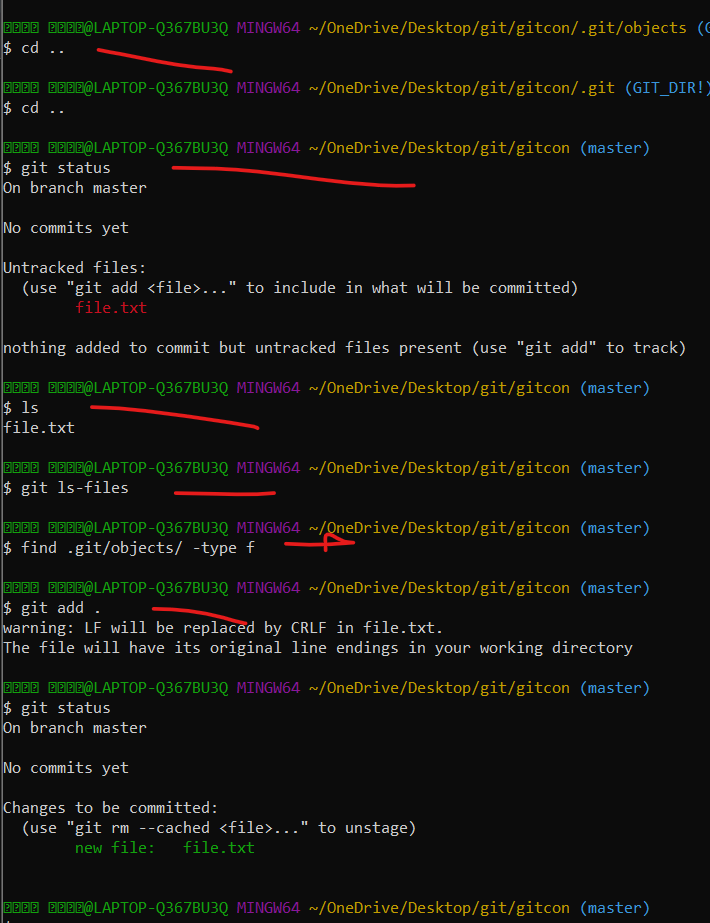 @LAPTOP-Q367BU3Q MINGW64 ~/OneDrive/Desktop/git/gitcon/.git/objects (G
$ cd ..
@LAPTOP-Q367BU3Q MINGW64 ~/OneDrive/Desktop/git/gitcon/.git (GIT_DIR!)
$ cd ..
@LAPTOP-Q367BU3Q MINGW64 ~/OneDrive/Desktop/git/gitcon (master)
$ git status
On branch master
No commits yet
Untracked files:
(use "git add <file>..." to include in what will be committed)
file.txt
nothing added to commit but untracked files present (use "git add" to track)
@LAPTOP-Q367BU3Q MINGW64 ~/OneDrive/Desktop/git/gitcon (master)
$ ls
file.txt
@LAPTOP-Q367BU3Q MINGW64 ~/OneDrive/Desktop/git/gitcon (master)
$ git ls-files
@LAPTOP-Q367BU3Q MINGW64 ~/OneDrive/Desktop/git/gitcon (master)
$ find .git/objects/ -type f
@LAPTOP-Q367BU3Q MINGW64 ~/OneDrive/Desktop/git/gitcon (master)
$ git add .
warning: LF will be replaced by CRLF in file.txt.
The file will have its original line endings in your working directory
@LAPTOP-Q367BU3Q MINGW64 ~/OneDrive/Desktop/git/gitcon (master)
$ git status
On branch master
No commits yet
Changes to be committed:
(use "git rm --cached <file>..." to unstage)
new file:   file.txt
@LAPTOP-Q367BU3Q MINGW64 ~/OneDrive/Desktop/git/gitcon (master)